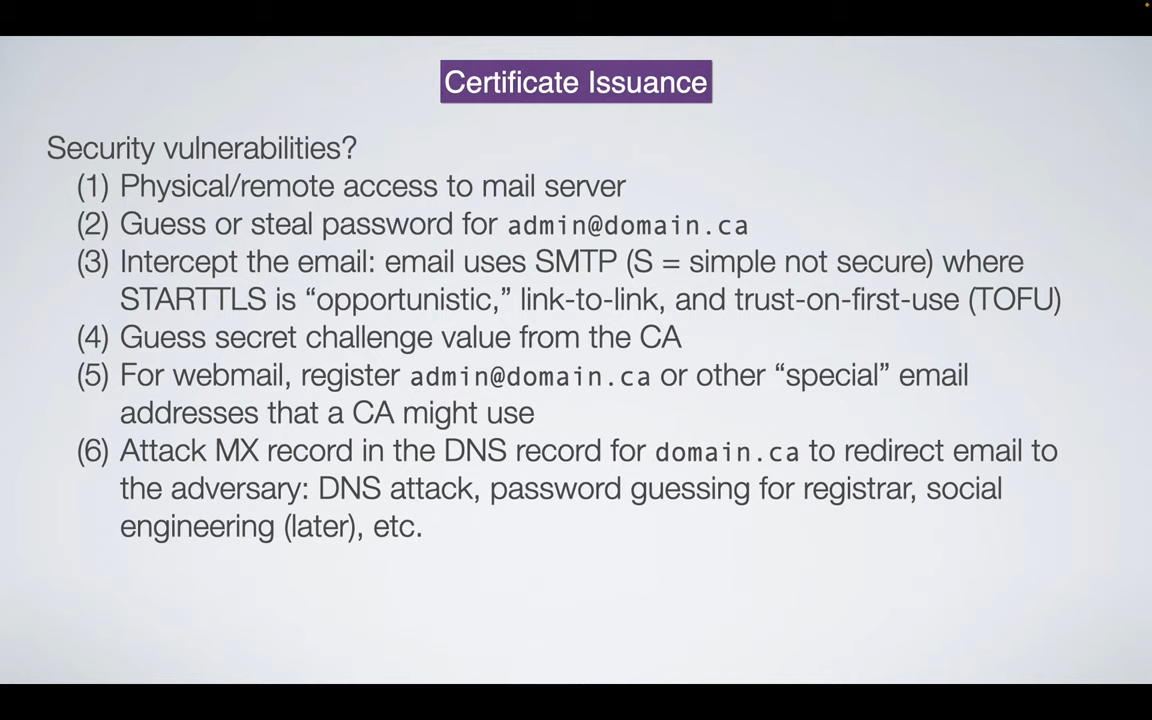 Certificate Issuance
Security vulnerabilities?
(1) Physical/remote access to mail server
(2) Guess or steal password for admin@domain.ca
(3) Intercept the email: email uses SMTP (S = simple not secure) where
STARTTLS is “opportunistic,” link-to-link, and trust-on-first-use (TOFU)
(4) Guess secret challenge value from the CA
(5) For webmail, register admin@domain.ca or other “special” email
addresses that a CA might use
(6) Attack MX record in the DNS record for domain.ca to redirect email to
the adversary: DNS attack, password guessing for registrar, social
engineering (later), etc.